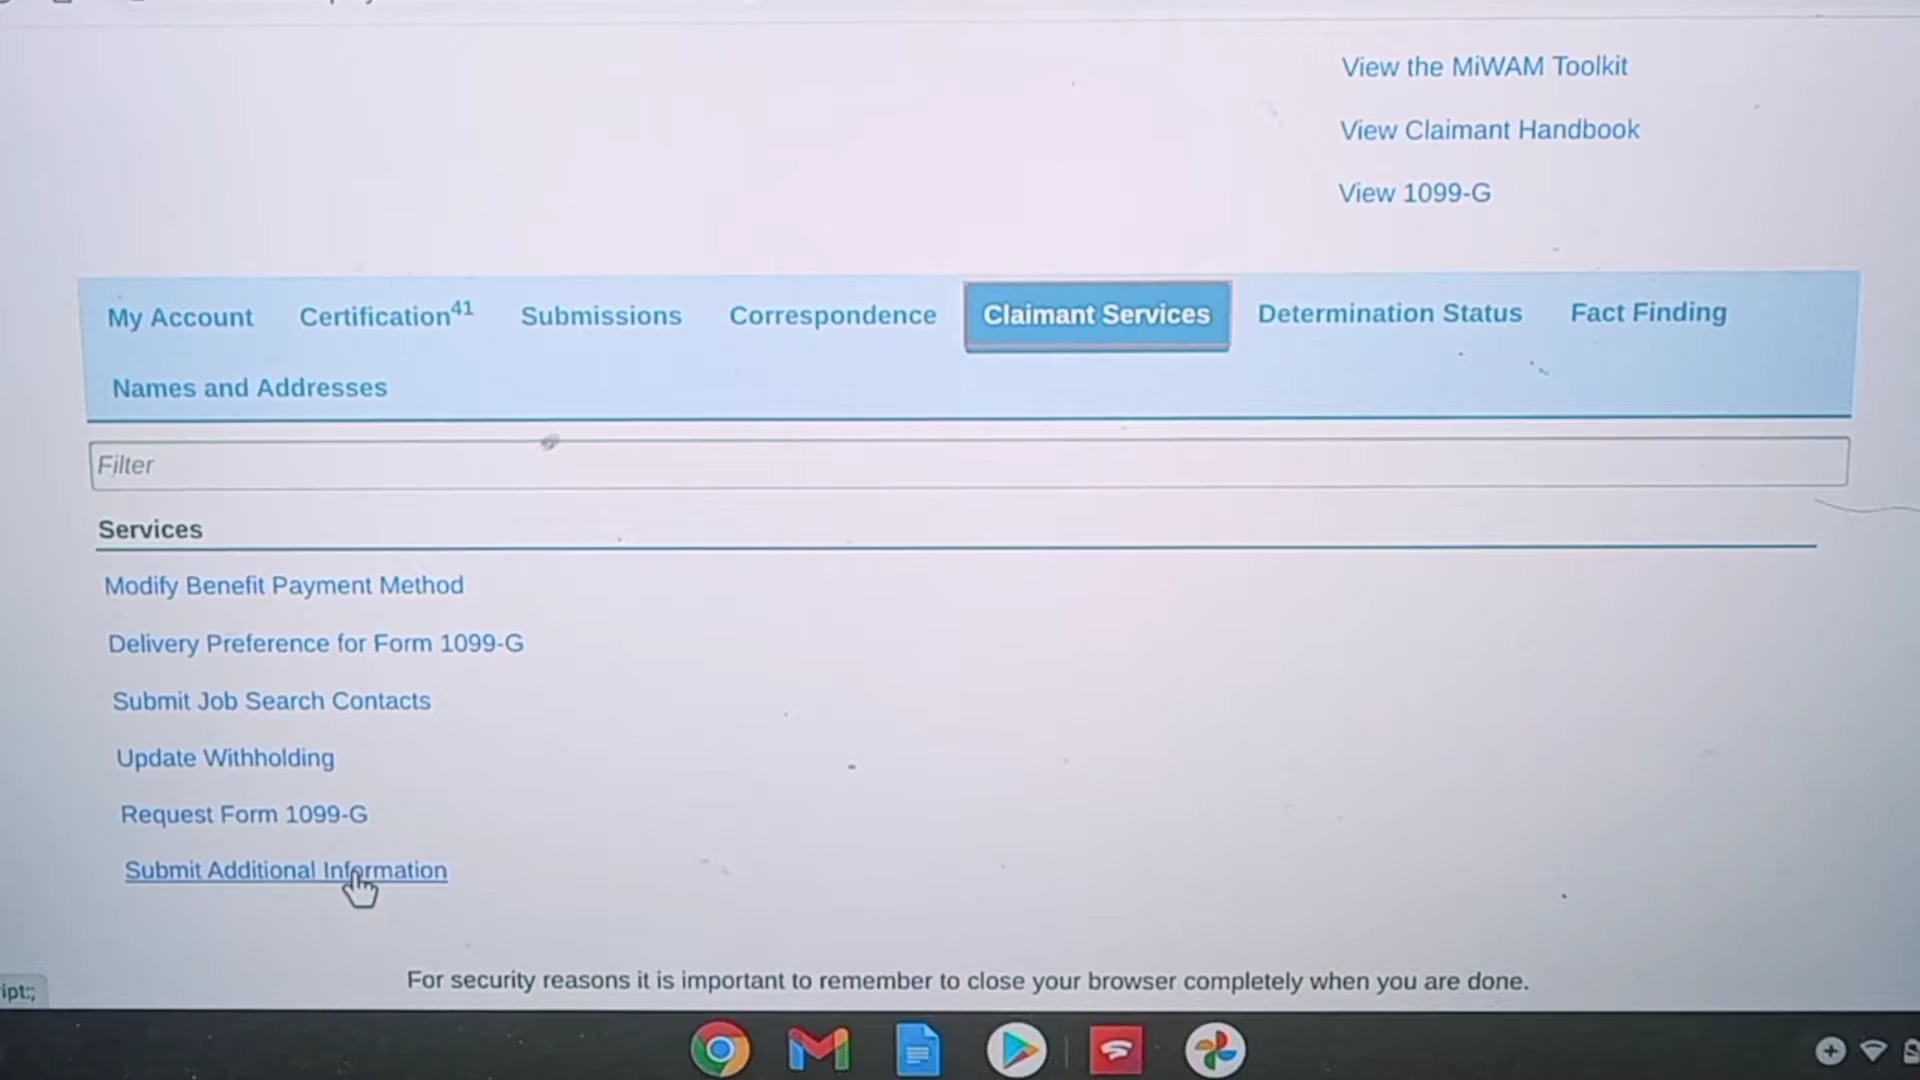 View the MiWAM Toolkit
View Claimant Handbook
View 1099-G
My Account Certification41 Submissions Correspondence Claimant Services Determination Status Fact Finding
Names and Addresses
Filter
Services
Modify Benefit Payment Method
Delivery Preference for Form 1099-G
Submit Job Search Contacts
Update Withholding
Request Form 1099-G
Submit Additional Information
For security reasons it is important to remember to close your browser completely when you are done.
ipt:;